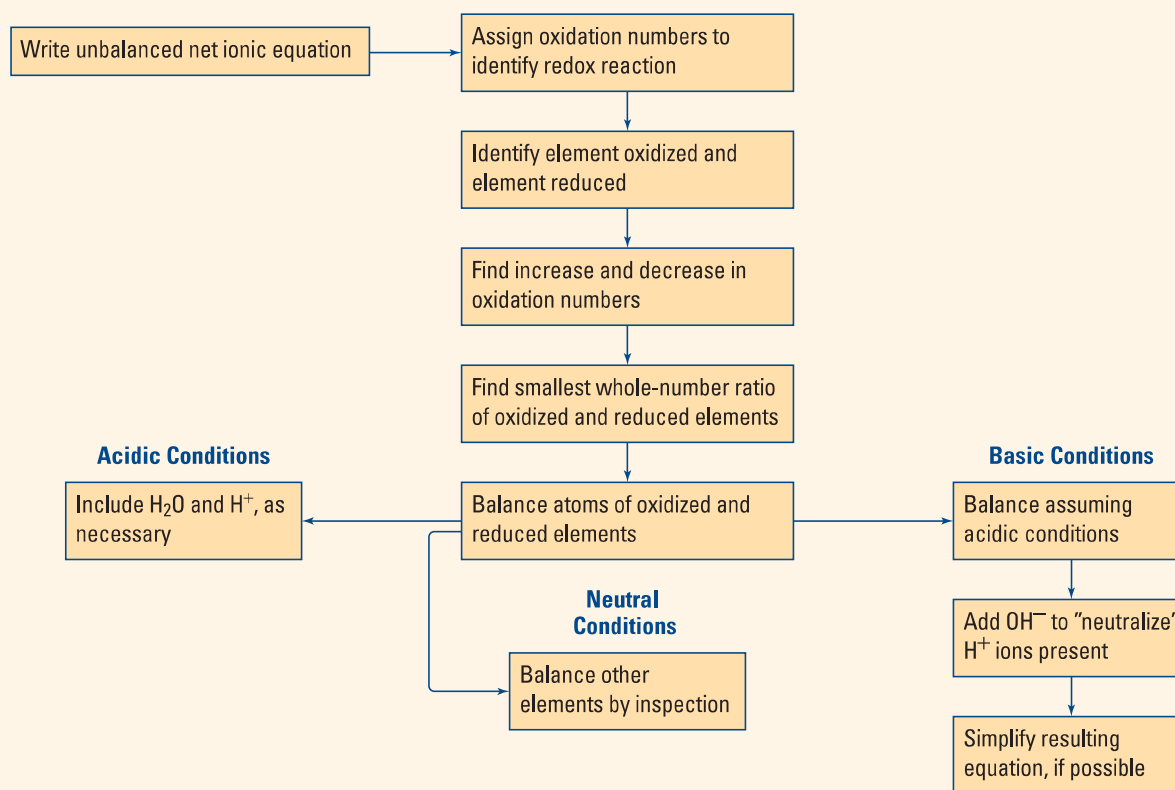 Write unbalanced net ionic equation
Assign oxidation numbers to
identify redox reaction
Identify element oxidized and
element reduced
Find increase and decrease in
oxidation numbers
Find smallest whole-number ratio
of oxidized and reduced elements
Acidic Conditions
Include H₂O and H⁺, as
necessary
Balance atoms of oxidized and
reduced elements
Neutral
Conditions
Balance other
elements by inspection
Basic Conditions
Balance assuming
acidic conditions
Add OH⁻ to "neutralize"
H⁺ ions present
Simplify resulting
equation, if possible